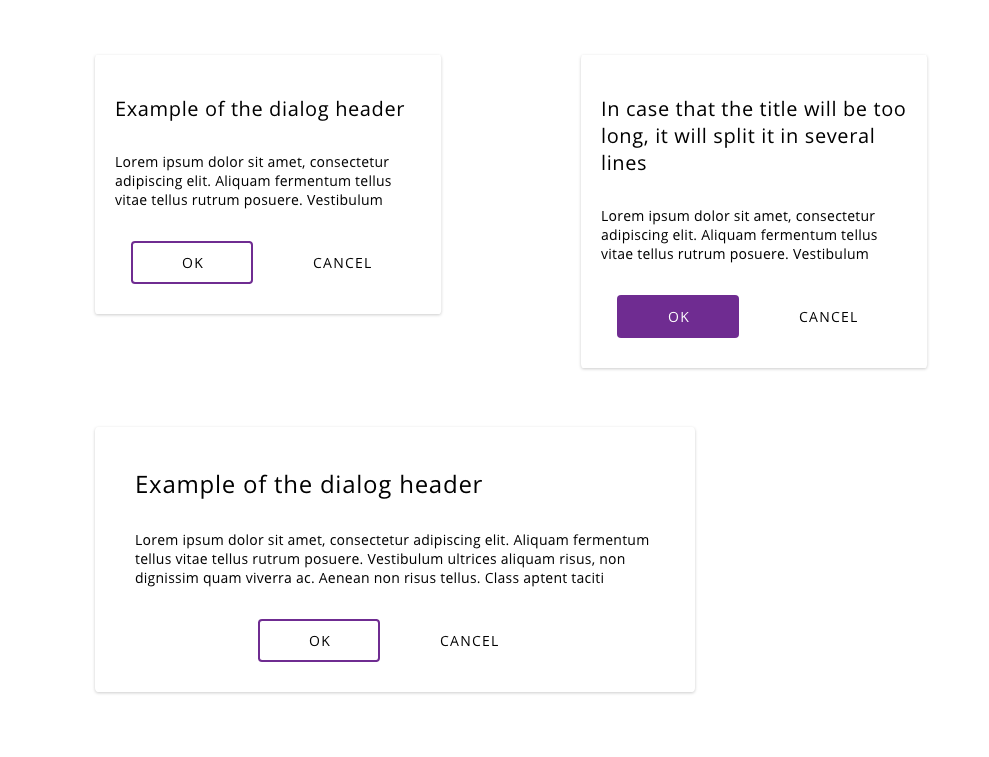 Example of the dialog header
Lorem ipsum dolor sit amet, consectetur
adipiscing elit. Aliquam fermentum tellus
vitae tellus rutrum posuere. Vestibulum
OK
CANCEL
In case that the title will be too
long, it will split it in several
lines
Lorem ipsum dolor sit amet, consectetur
adipiscing elit. Aliquam fermentum tellus
vitae tellus rutrum posuere. Vestibulum
OK
CANCEL
Example of the dialog header
Lorem ipsum dolor sit amet, consectetur adipiscing elit. Aliquam fermentum
tellus vitae tellus rutrum posuere. Vestibulum ultrices aliquam risus, non
dignissim quam viverra ac. Aenean non risus tellus. Class aptent taciti
OK
CANCEL